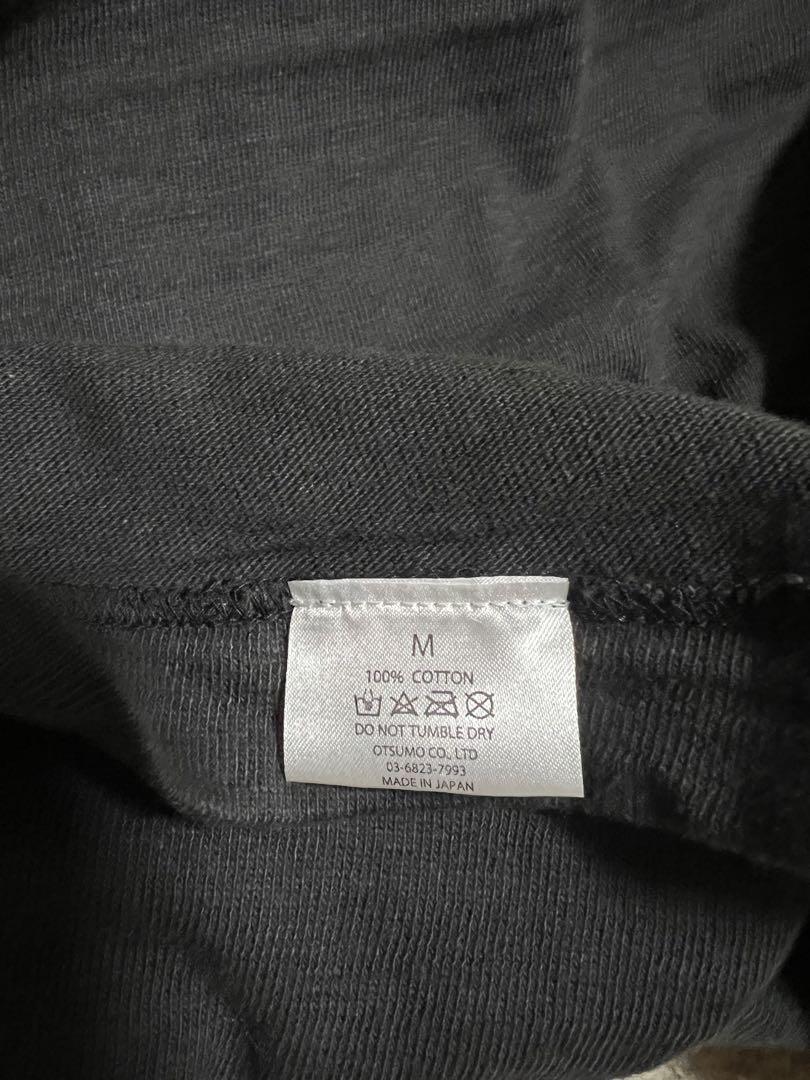 M
100% COTTON
DO NOT TUMBLE DRY
OTSUMO CO., LTD
03-6823-7993
MADE IN JAPAN